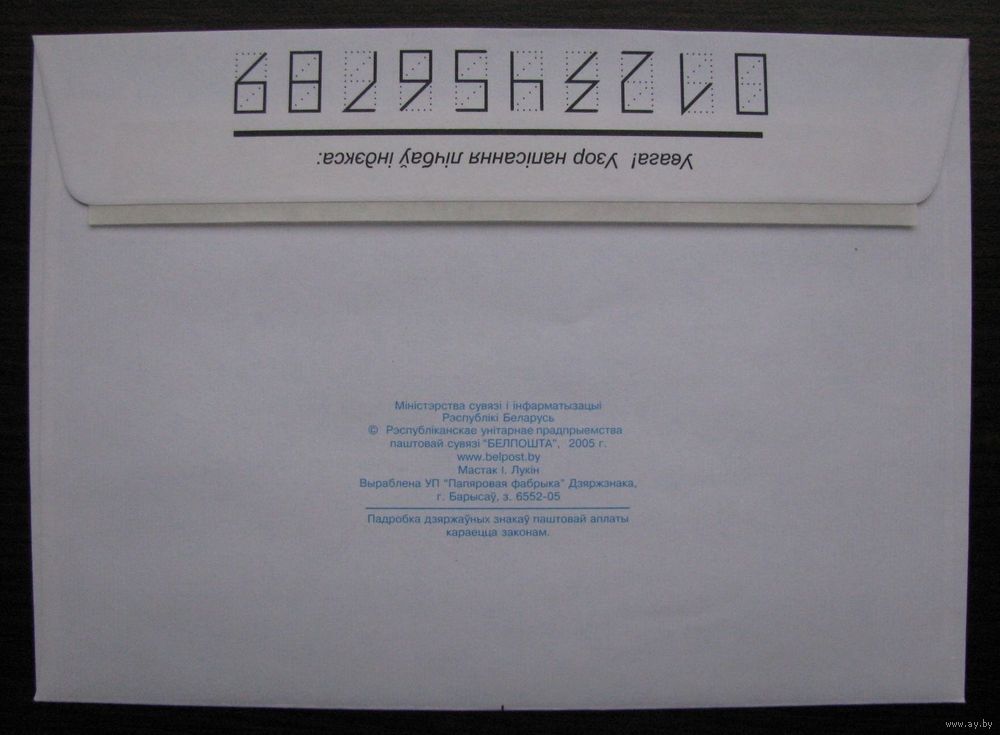 0123456789
Увага! Узор напісання лічбаў індэкса:
Міністэрства сувязі і інфарматызацыі
Рэспублікі Беларусь
© Рэспубліканскае унітарнае прадпрыемства
паштовай сувязі "БЕЛПОШТА", 2005 г.
www.belpost.by
Мастак І. Лукін
Выраблена УП "Папяровая фабрыка" Дзяржзнака,
г. Барысаў, з. 6552-05
Падробка дзяржаўных знакаў паштовай аплаты
караецца законам.
www.ay.by